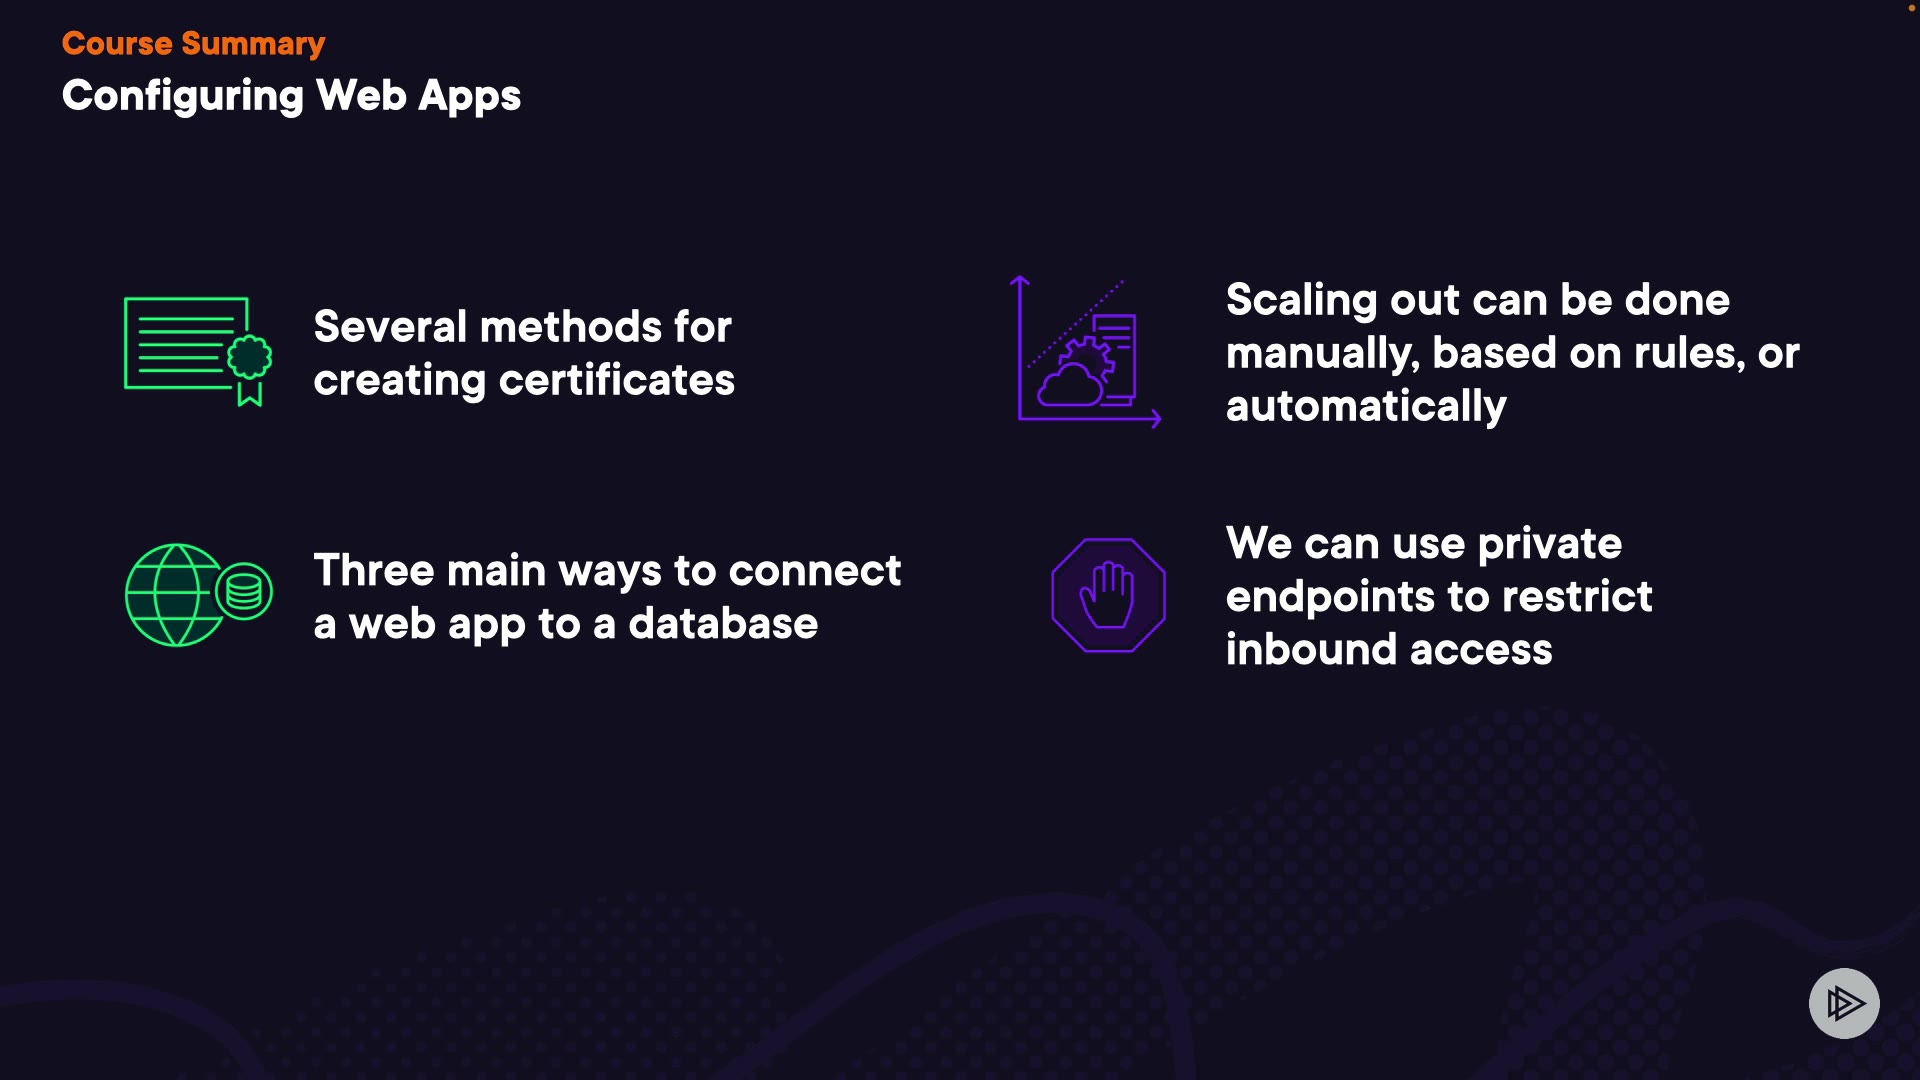 Course Summary
Configuring Web Apps
Several methods for
creating certificates
Scaling out can be done
manually, based on rules, or
automatically
Three main ways to connect
a web app to a database
We can use private
endpoints to restrict
inbound access